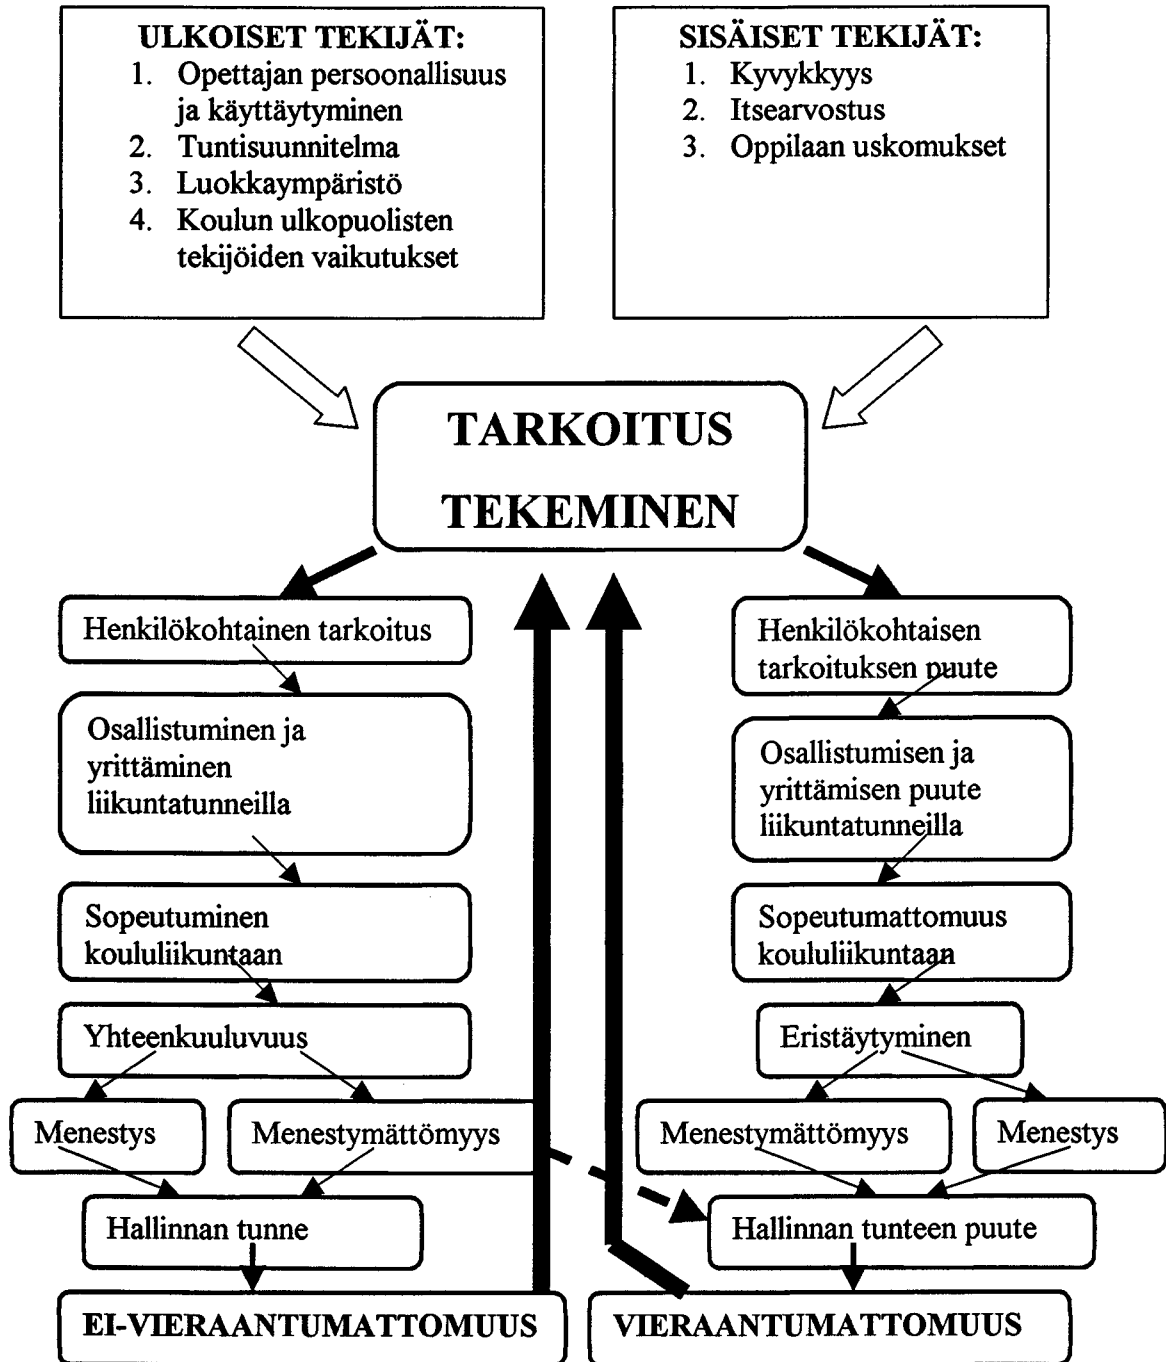 ULKOISET TEKIJÄT:
1. Opettajan persoonallisuus
ja käyttäytyminen
2. Tuntisuunnitelma
3. Luokkaympäristö
4. Koulun ulkopuolisten
tekijöiden vaikutukset
SISÄISET TEKIJÄT:
1. Kyvykkyys
2. Itsearvostus
3. Oppilaan uskomukset
TARKOITUS
TEKEMINEN
Henkilökohtainen tarkoitus
Osallistuminen ja
yrittäminen
liikuntatunneilla
Sopeutuminen
koululiikuntaan
Yhteenkuuluvuus
Menestys
Menestymättömyys
Hallinnan tunne
EI-VIERAANTUMATTOMUUS
Henkilökohtaisen
tarkoituksen puute
Osallistumisen ja
yrittämisen puute
liikuntatunneilla
Sopeutumattomuus
koululiikuntaan
Eristäytyminen
Menestymättömyys
Menestys
Hallinnan tunteen puute
VIERAANTUMATTOMUUS